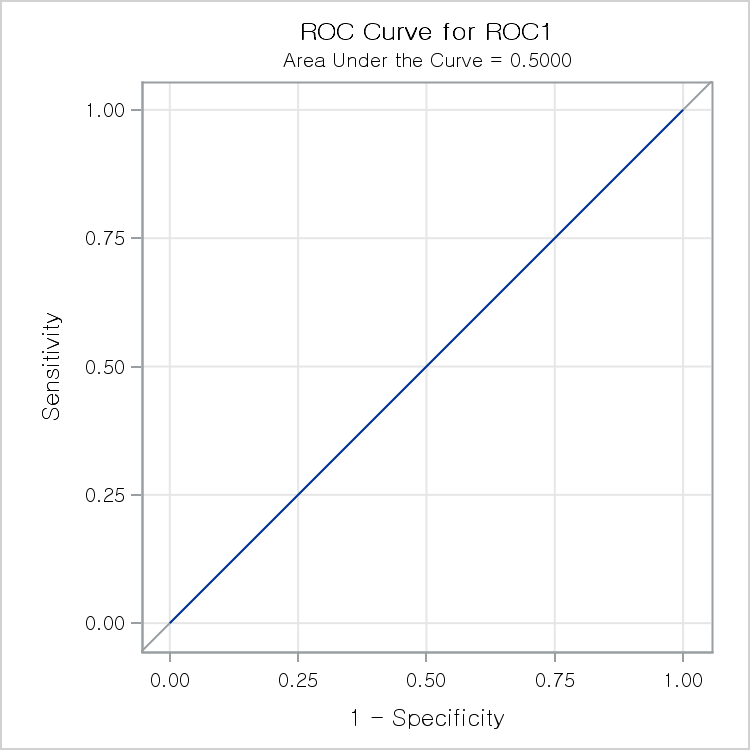 ROC Curve for ROC1
Area Under the Curve = 0.5000
1.00
0.75
0.50
0.25
0.00
Sensitivity
0.00 0.25 0.50 0.75 1.00
1 - Specificity